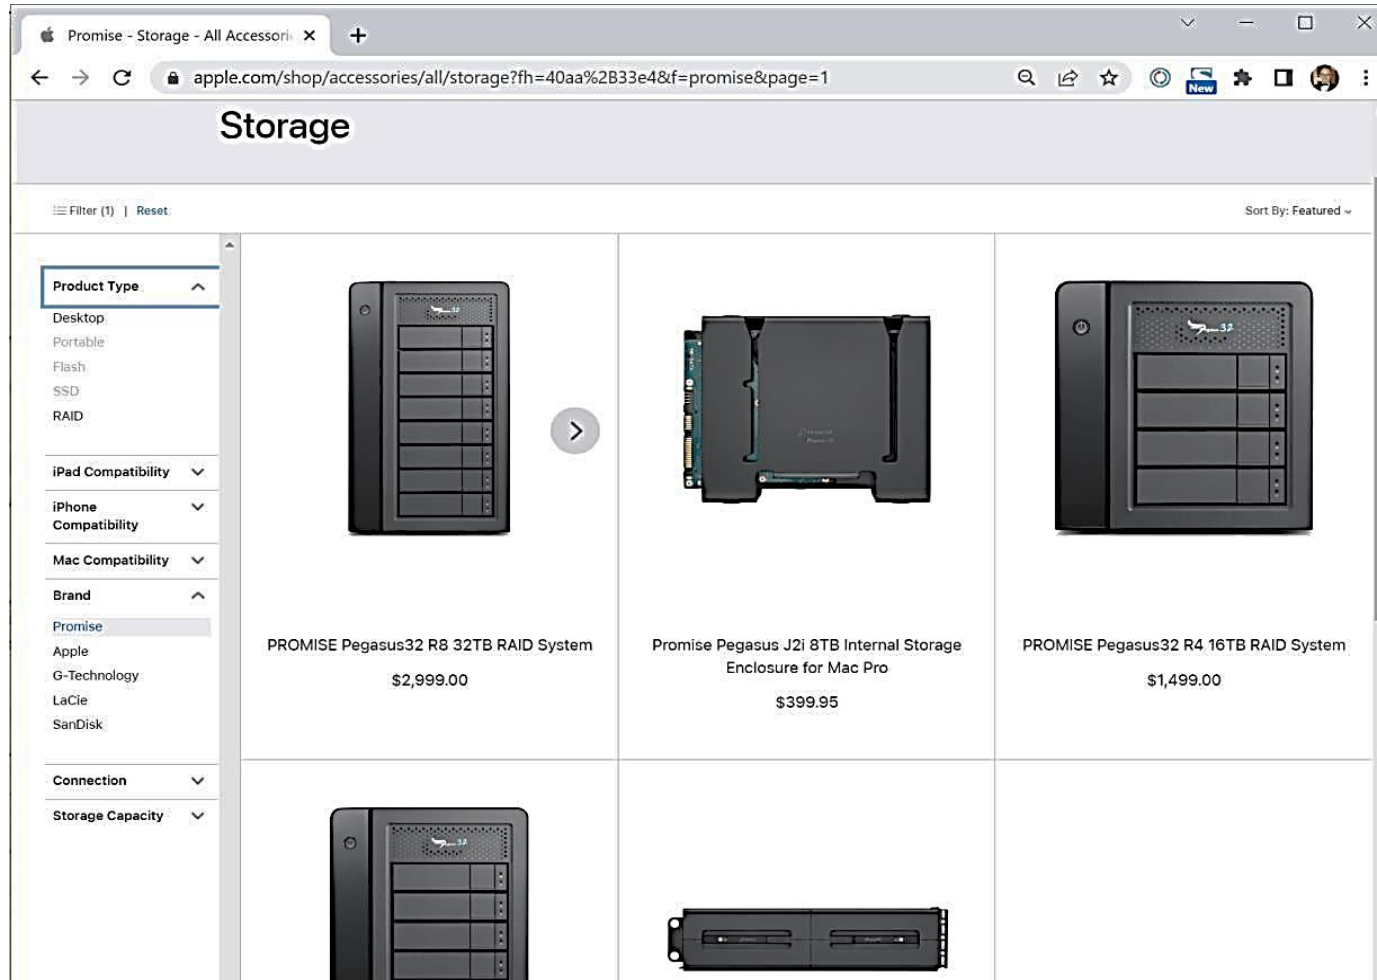 Promise - Storage - All Accessori
apple.com/shop/accessories/all/storage?fh=40aa%2B33e4&f=promise&page=1
New
Storage
Filter (1) | Reset
Sort By: Featured
Product Type
Desktop
Portable
Flash
SSD
RAID
iPad Compatibility
iPhone
Compatibility
Mac Compatibility
Brand
Promise
Apple
G-Technology
LaCie
SanDisk
Connection
Storage Capacity
PROMISE Pegasus32 R8 32TB RAID System
$2,999.00
Promise Pegasus J2i 8TB Internal Storage
Enclosure for Mac Pro
$399.95
PROMISE Pegasus32 R4 16TB RAID System
$1,499.00